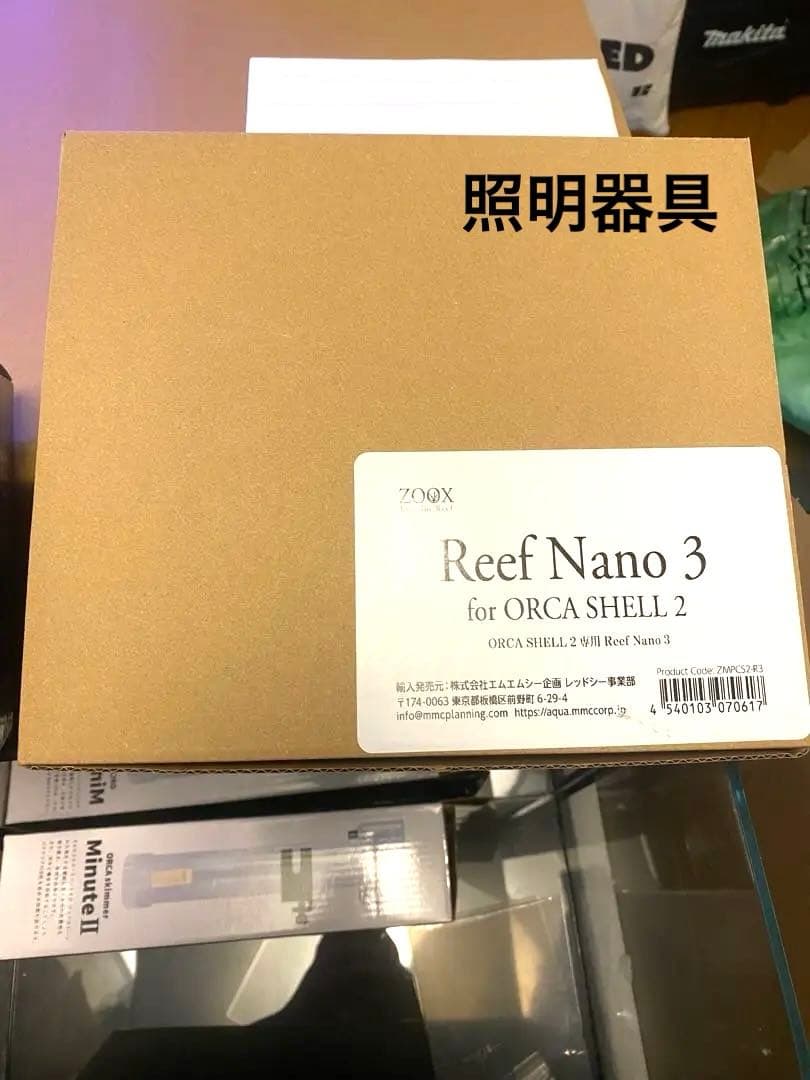 ED
Makita
照明器具
ZOOX
Reef Nano 3
for ORCA SHELL 2
ORCA SHELL 2 専用 Reef Nano 3
Product Code: ZMPCS2-R3
輸入発売元:株式会社エムエムシー企画 レッドシー事業部
〒174-0063 東京都板橋区前野町 6-29-4
info@mmcplanning.com https://aqua.mmccorp.jp
4 540103 070617
Mini
ORCA skimmer
Minute II